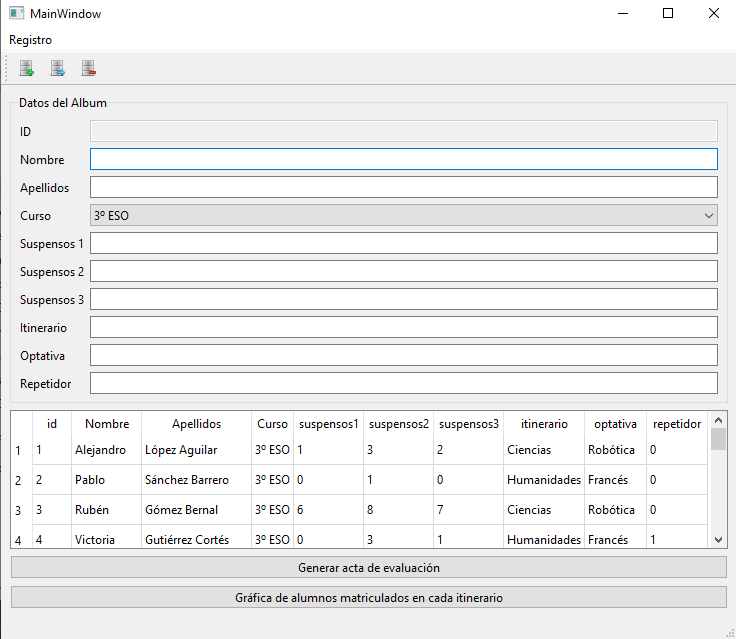 MainWindow
Registro
Datos del Album
ID
Nombre
Apellidos
Curso 3º ESO
Suspensos 1
Suspensos 2
Suspensos 3
Itinerario
Optativa
Repetidor
id Nombre Apellidos Curso suspensos1 suspensos2 suspensos3 itinerario optativa repetidor
1 1 Alejandro López Aguilar 3º ESO 1 3 2 Ciencias Robótica 0
2 2 Pablo Sánchez Barrero 3º ESO 0 1 0 Humanidades Francés 0
3 3 Rubén Gómez Bernal 3º ESO 6 8 7 Ciencias Robótica 0
4 4 Victoria Gutiérrez Cortés 3º ESO 0 3 1 Humanidades Francés 1
Generar acta de evaluación
Gráfica de alumnos matriculados en cada itinerario